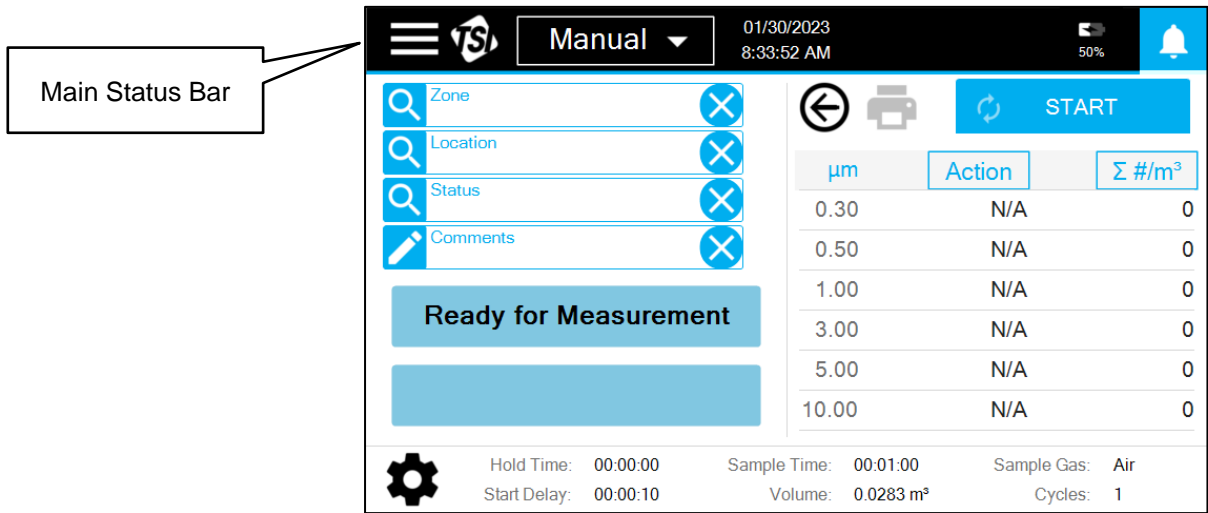 Main Status Bar
TSI
Manual
01/30/2023
8:33:52 AM
50%
Zone
Location
Status
Comments
Ready for Measurement
START
µm Action Σ #/m³
0.30 N/A 0
0.50 N/A 0
1.00 N/A 0
3.00 N/A 0
5.00 N/A 0
10.00 N/A 0
Hold Time: 00:00:00 Sample Time: 00:01:00 Sample Gas: Air
Start Delay: 00:00:10 Volume: 0.0283 m³ Cycles: 1